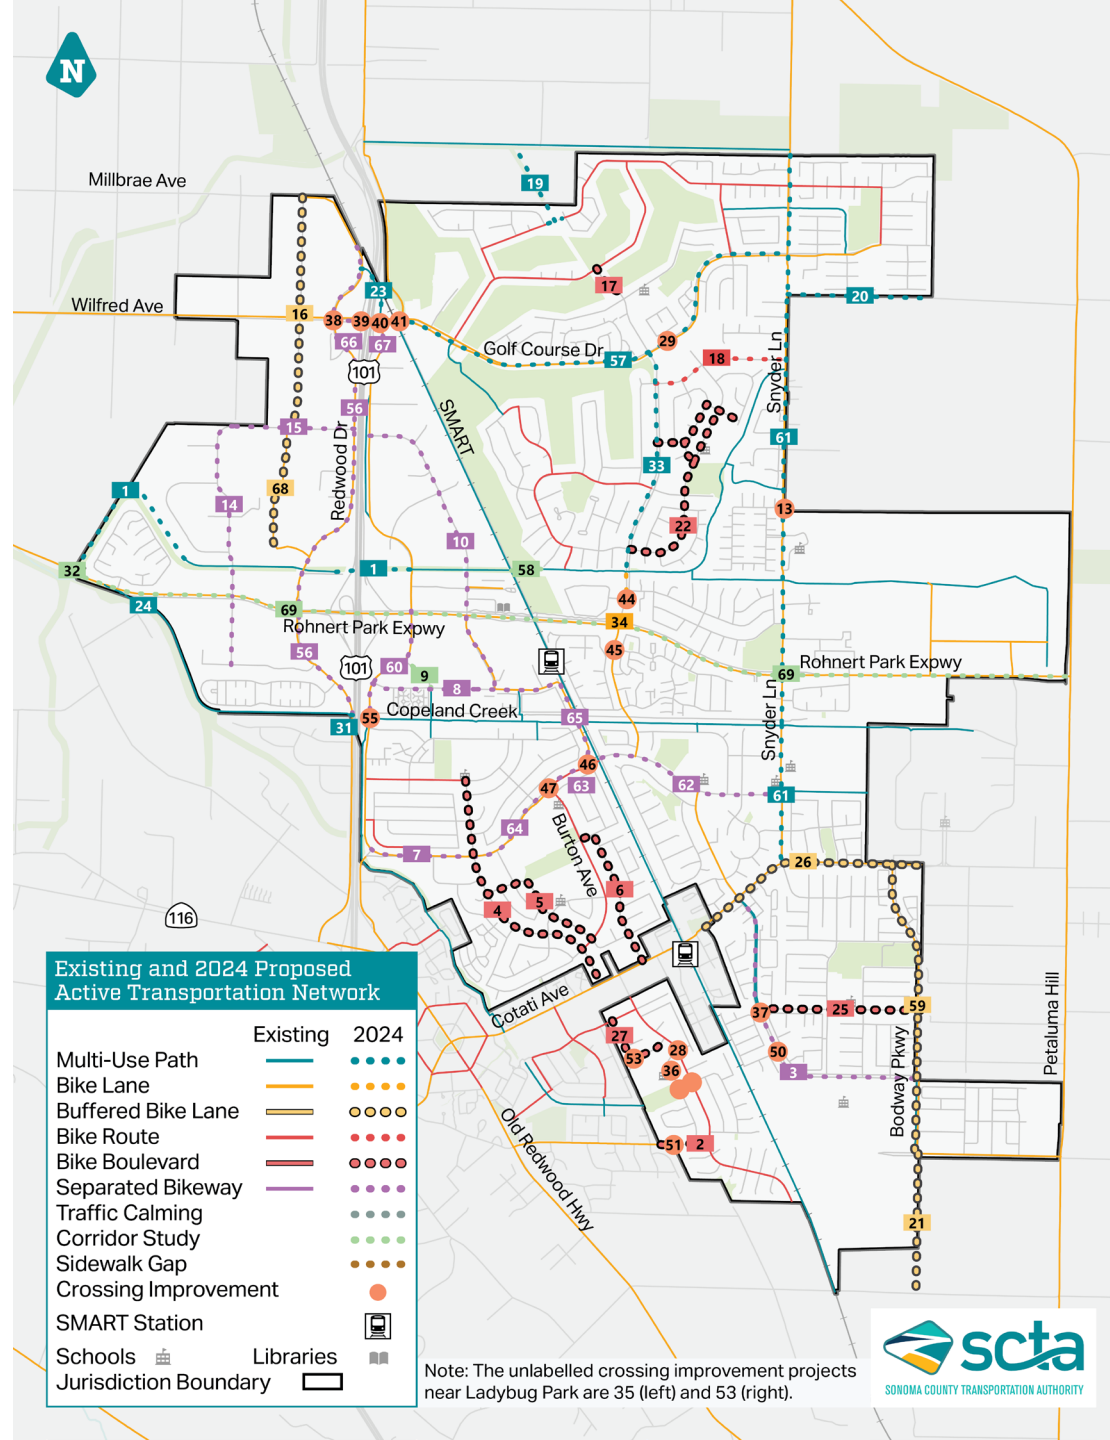 N
Millbrae Ave
19
17
23
20
Wilfred Ave
16
38
39
40
41
66
67
29
Golf Course Dr
57
18
101
Snyder Ln
56
SMART
15
Redwood Dr
61
33
68
1
14
13
22
10
32
1
58
24
69
44
34
Rohnert Park Expwy
45
56
101
60
9
8
69
Rohnert Park Expwy
Copeland Creek
31
55
65
Snyder Ln
46
47
63
62
61
64
Burton Ave
7
26
6
5
4
116
Cotati Ave
37
25
59
27
53
28
50
36
3
Petaluma Hill
Bodway Pkwy
Old Redwood Hwy
51
2
21
Existing and 2024 Proposed
Active Transportation Network
Existing 2024
Multi-Use Path
Bike Lane
Buffered Bike Lane
Bike Route
Bike Boulevard
Separated Bikeway
Traffic Calming
Corridor Study
Sidewalk Gap
Crossing Improvement
SMART Station
Schools Libraries
Jurisdiction Boundary
Note: The unlabelled crossing improvement projects
near Ladybug Park are 35 (left) and 53 (right).
scta
SONOMA COUNTY TRANSPORTATION AUTHORITY